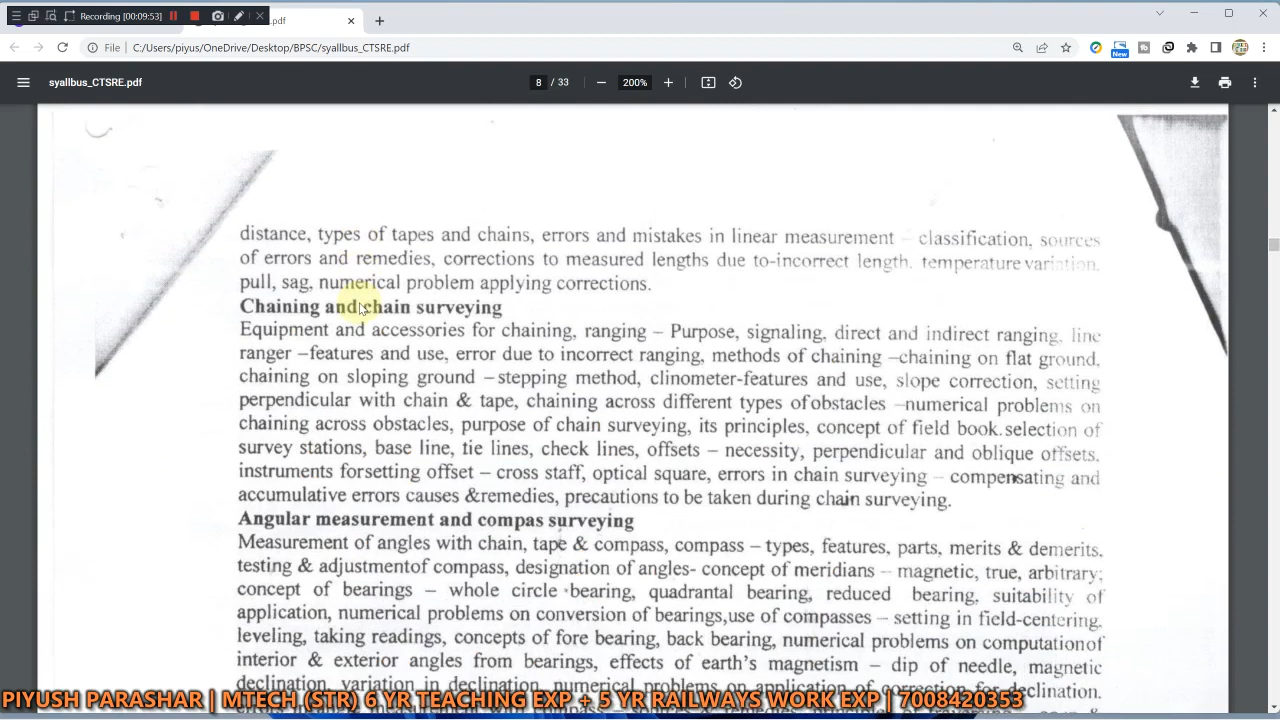 Recording [00:09:53]
.pdf
File | C:/Users/piyus/OneDrive/Desktop/BPSC/syallbus_CTSRE.pdf
New
syallbus_CTSRE.pdf
8 / 33
200%
distance, types of tapes and chains, errors and mistakes in linear measurement – classification, sources
of errors and remedies, corrections to measured lengths due to-incorrect length. temperature variation.
pull, sag, numerical problem applying corrections.
Chaining and chain surveying
Equipment and accessories for chaining, ranging – Purpose, signaling, direct and indirect ranging, line
ranger –features and use, error due to incorrect ranging, methods of chaining –chaining on flat ground,
chaining on sloping ground – stepping method, clinometer-features and use, slope correction, setting
perpendicular with chain & tape, chaining across different types of obstacles –numerical problems on
chaining across obstacles, purpose of chain surveying, its principles, concept of field book. selection of
survey stations, base line, tie lines, check lines, offsets – necessity, perpendicular and oblique offsets.
instruments forsetting offset – cross staff, optical square, errors in chain surveying – compensating and
accumulative errors causes &remedies, precautions to be taken during chain surveying.
Angular measurement and compas surveying
Measurement of angles with chain, tape & compass, compass – types, features, parts, merits & demerits.
testing & adjustmentof compass, designation of angles- concept of meridians – magnetic, true, arbitrary;
concept of bearings – whole circle bearing, quadrantal bearing, reduced bearing, suitability of
application, numerical problems on conversion of bearings,use of compasses – setting in field-centering.
leveling, taking readings, concepts of fore bearing, back bearing, numerical problems on computationof
interior & exterior angles from bearings, effects of earth's magnetism – dip of needle, magnetic
declination, variation in declination, numerical problems on application of correction for declination.
PIYUSH PARASHAR | MTECH (STR) 6 YR TEACHING EXP + 5 YR RAILWAYS WORK EXP | 7008420353